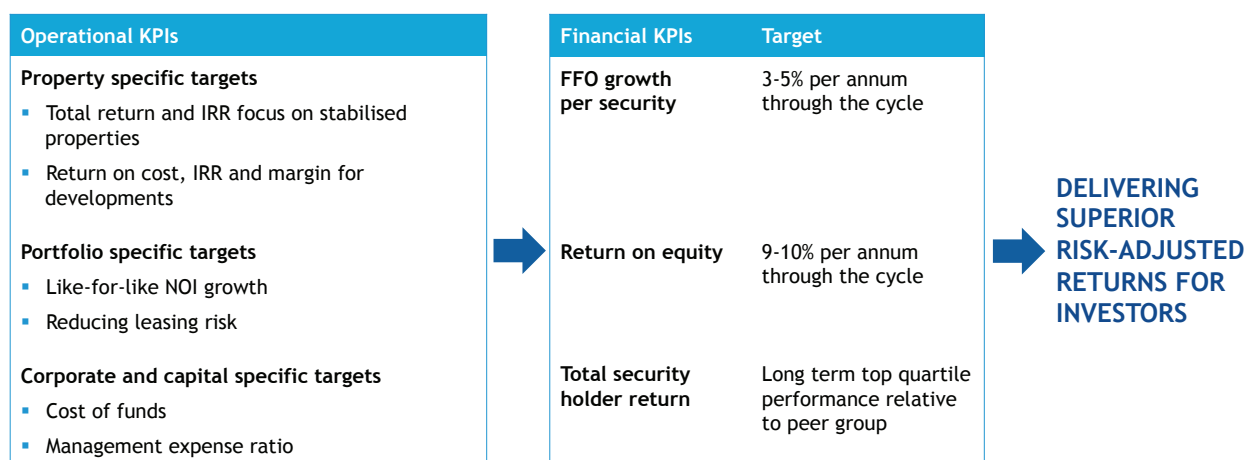 Operational KPIs
Property specific targets
▪ Total return and IRR focus on stabilised
properties
▪ Return on cost, IRR and margin for
developments
Portfolio specific targets
▪ Like-for-like NOI growth
▪ Reducing leasing risk
Corporate and capital specific targets
▪ Cost of funds
▪ Management expense ratio
Financial KPIs Target
FFO growth 3-5% per annum
per security through the cycle
Return on equity 9-10% per annum
through the cycle
Total security Long term top quartile
holder return performance relative
to peer group
DELIVERING
SUPERIOR
RISK-ADJUSTED
RETURNS FOR
INVESTORS